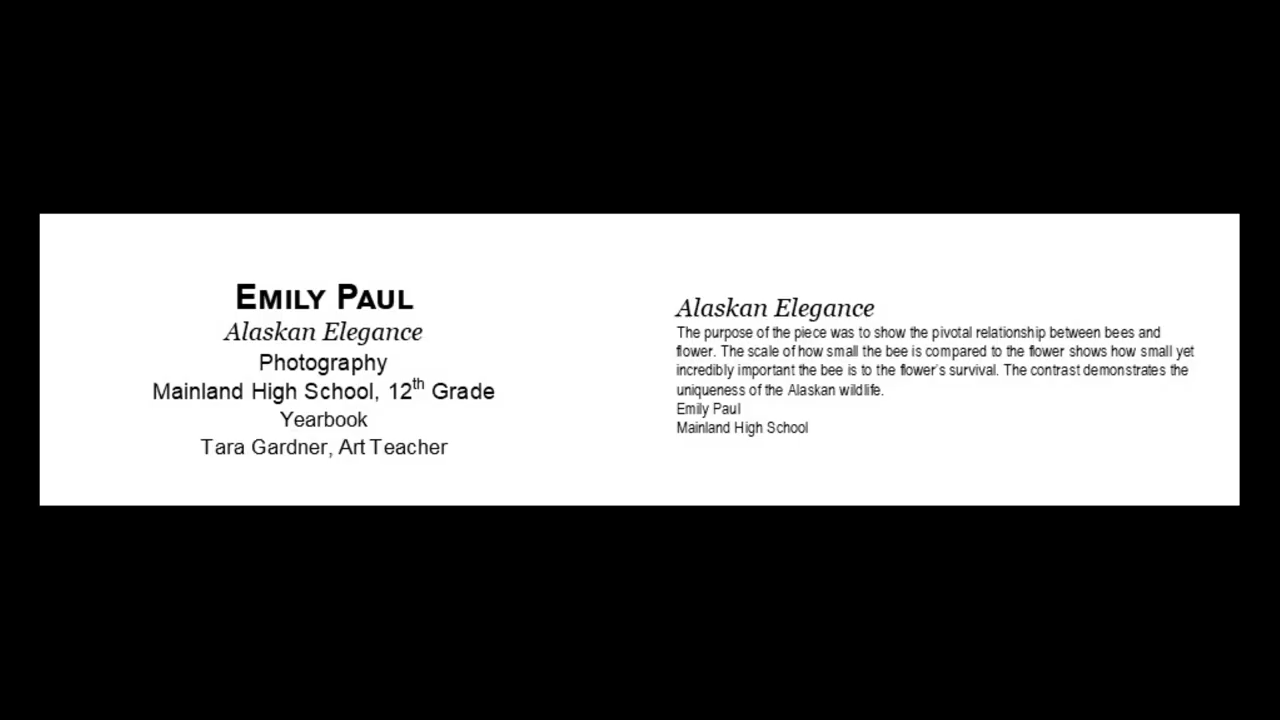 EMILY PAUL
Alaskan Elegance
Photography
Mainland High School, 12th Grade
Yearbook
Tara Gardner, Art Teacher
Alaskan Elegance
The purpose of the piece was to show the pivotal relationship between bees and
flower. The scale of how small the bee is compared to the flower shows how small yet
incredibly important the bee is to the flower's survival. The contrast demonstrates the
uniqueness of the Alaskan wildlife.
Emily Paul
Mainland High School